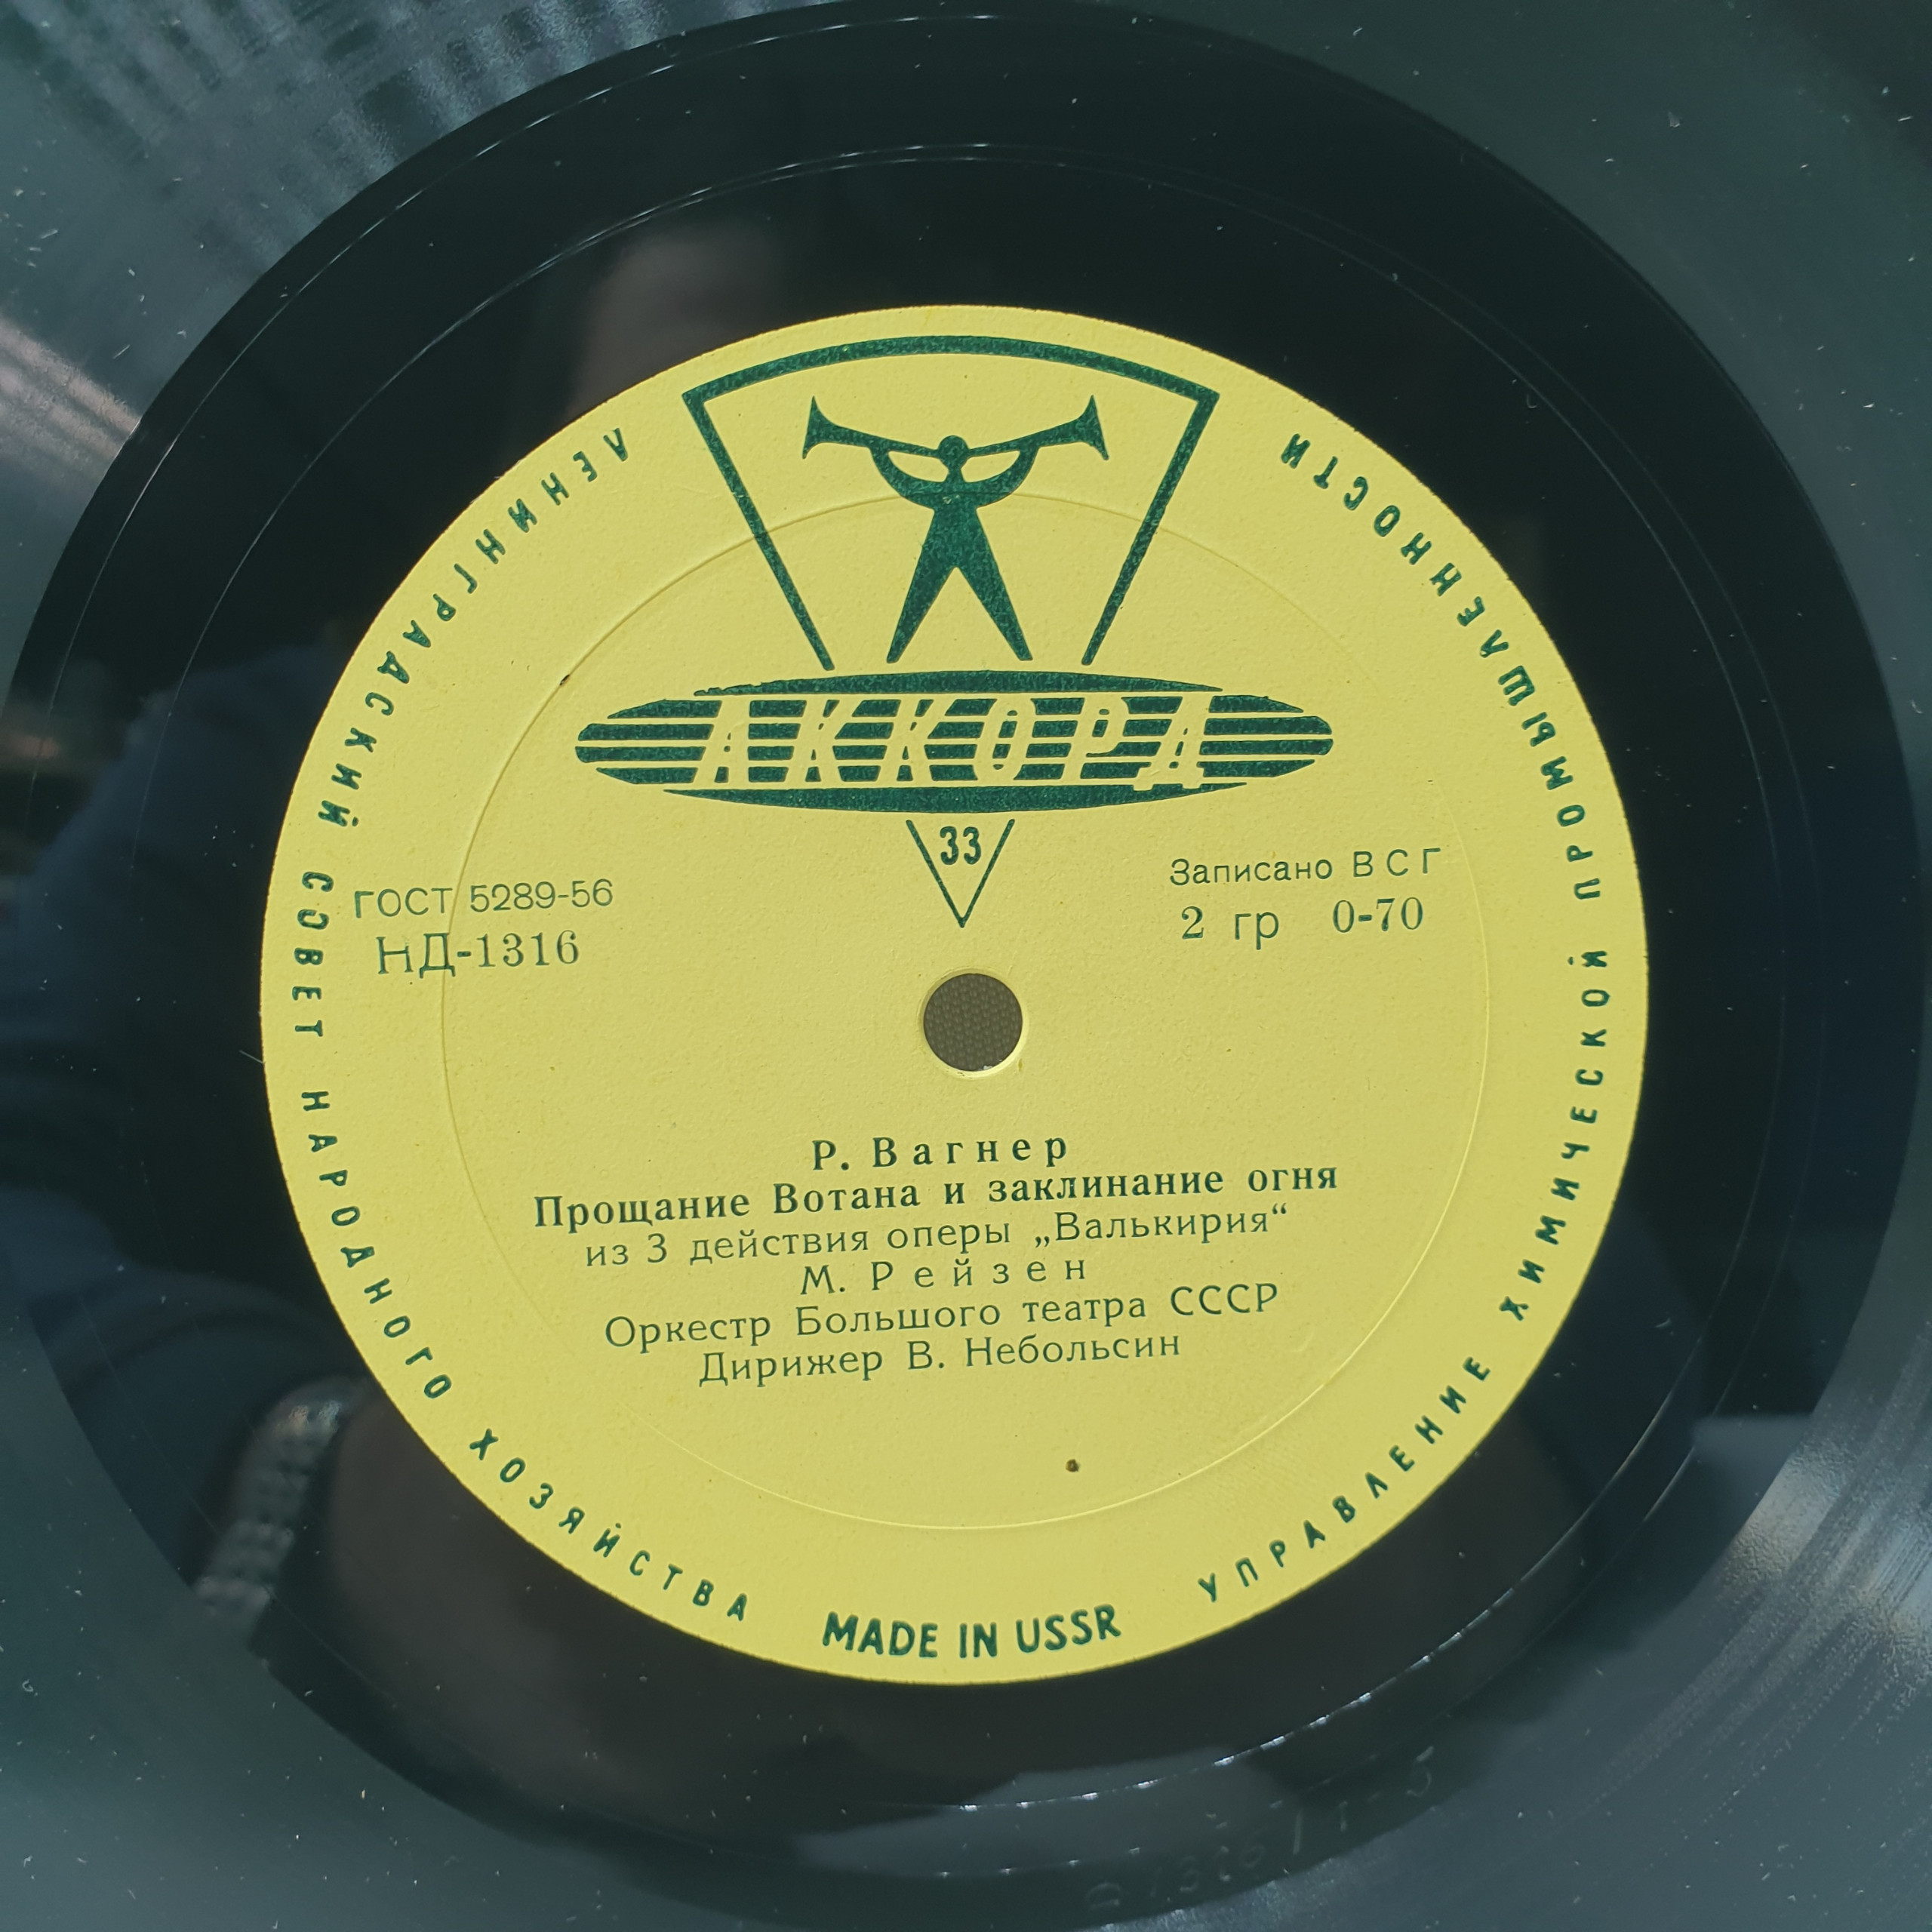 ЛЕНИНГРАДСКИЙ СОВЕТ НАРОДНОГО ХОЗЯЙСТВА
УПРАВЛЕНИЕ ХИМИЧЕСКОЙ ПРОМЫШЛЕННОСТИ
АККОРД
33
ГОСТ 5289-56
НД-1316
Записано ВСГ
2 гр 0-70
Р. Вагнер
Прощание Вотана и заклинание огня
из 3 действия оперы „Валькирия“
М. Рейзен
Оркестр Большого театра СССР
Дирижер В. Небольсин
MADE IN USSR